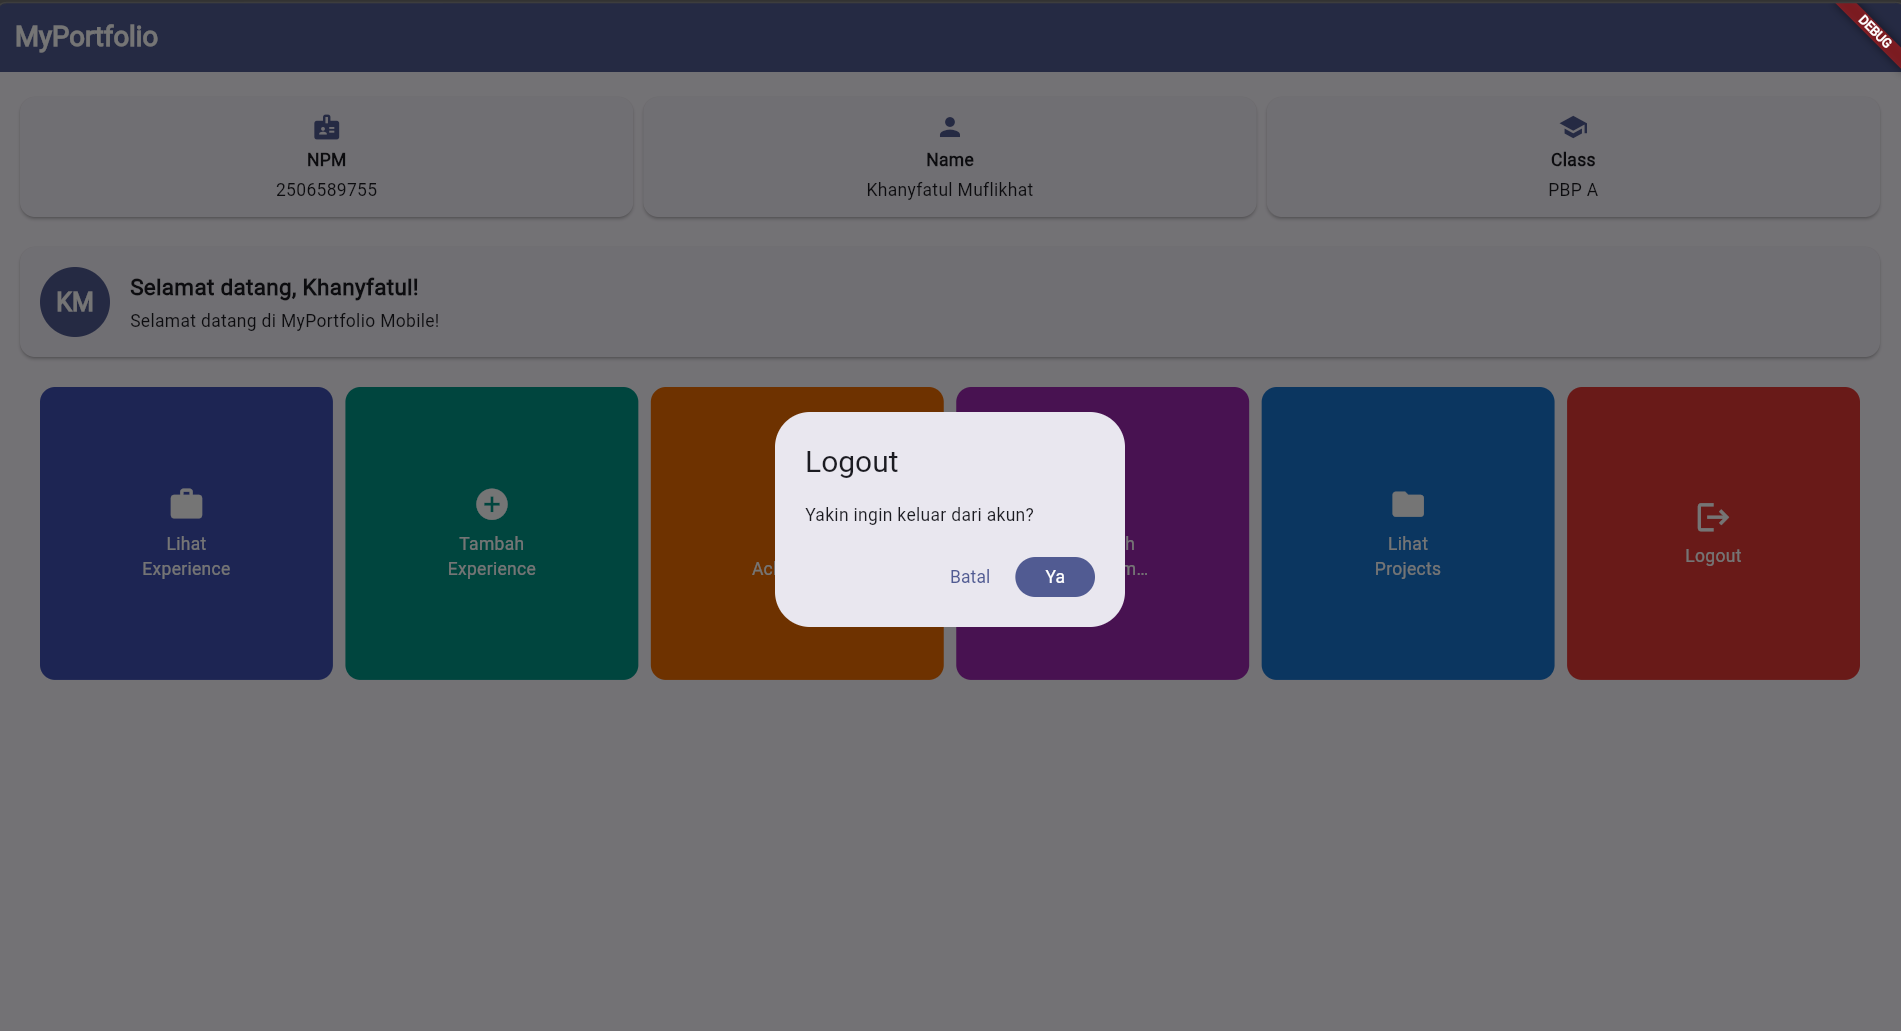 MyPortfolio
DEBUG
NPM
2506589755
Name
Khanyfatul Muflikhat
Class
PBP A
KM
Selamat datang, Khanyfatul!
Selamat datang di MyPortfolio Mobile!
Lihat
Experience
Tambah
Experience
Lihat
Projects
Logout
Logout
Yakin ingin keluar dari akun?
Batal
Ya